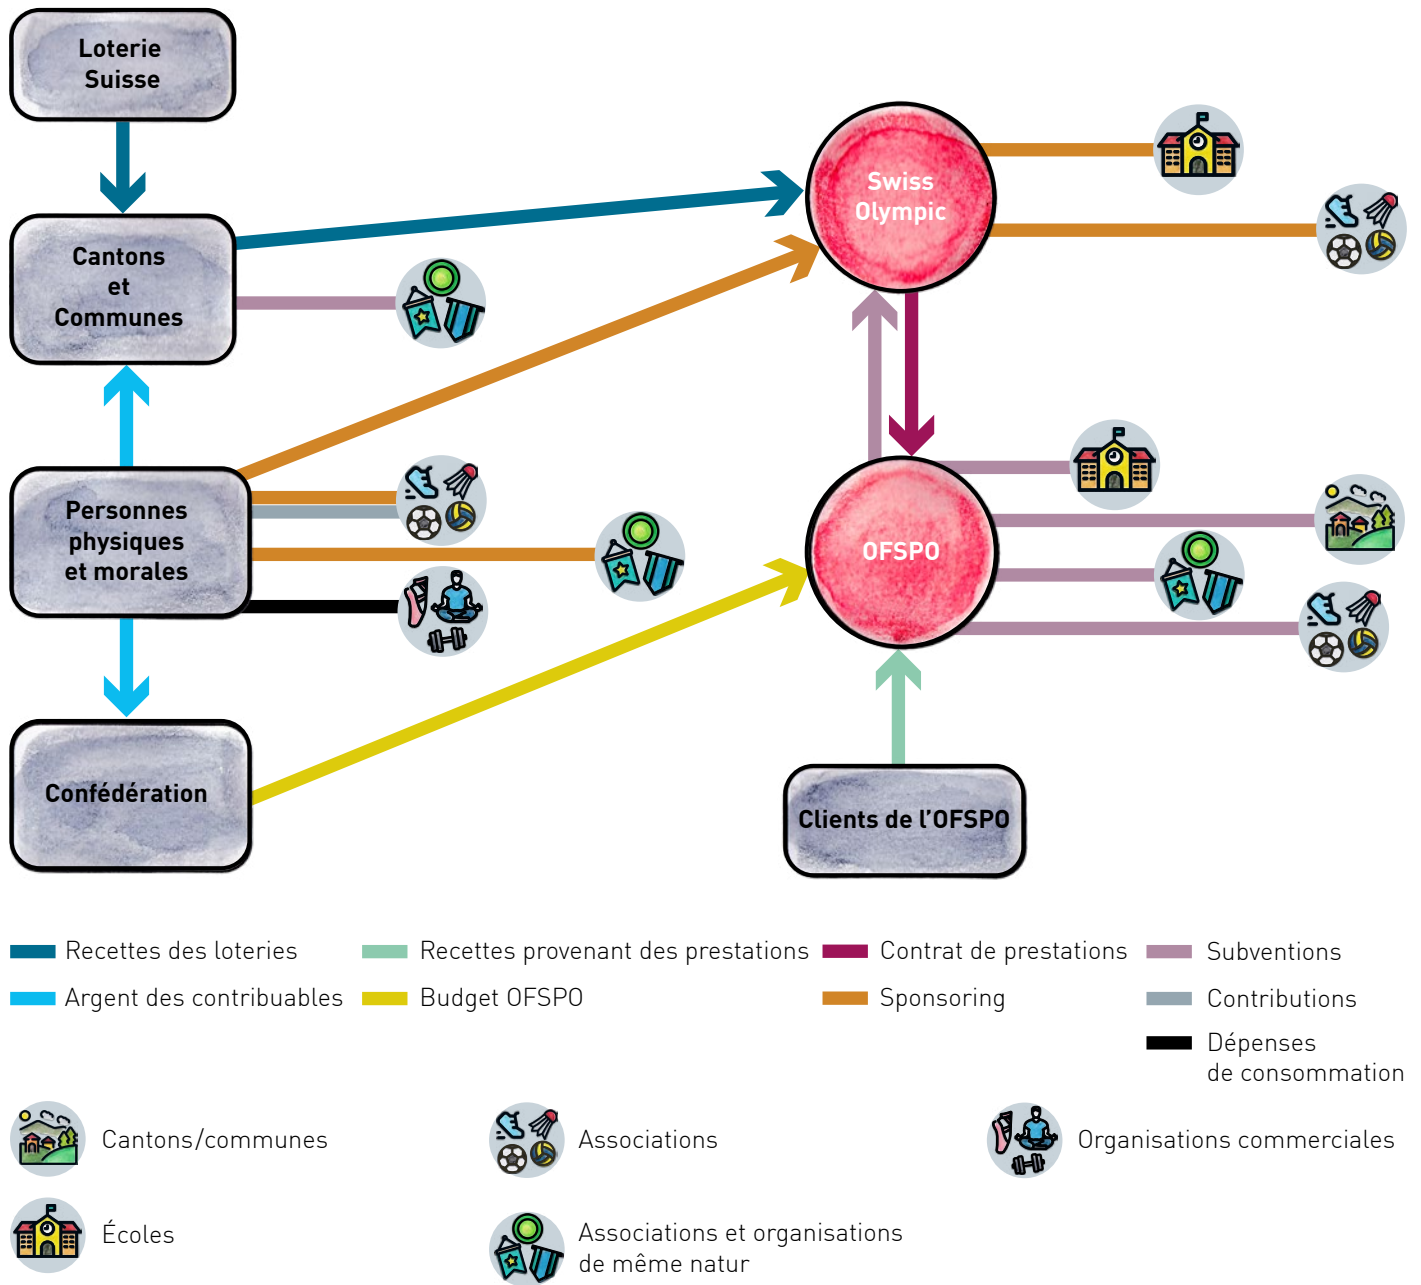 Loterie
Suisse
Cantons
et
Communes
Swiss
Olympic
Personnes
physiques
et morales
OFSPO
Confédération
Clients de l’OFSPO
Recettes des loteries
Recettes provenant des prestations
Contrat de prestations
Subventions
Argent des contribuables
Budget OFSPO
Sponsoring
Contributions
Dépenses
de consommation
Cantons/communes
Associations
Organisations commerciales
Écoles
Associations et organisations
de même natur